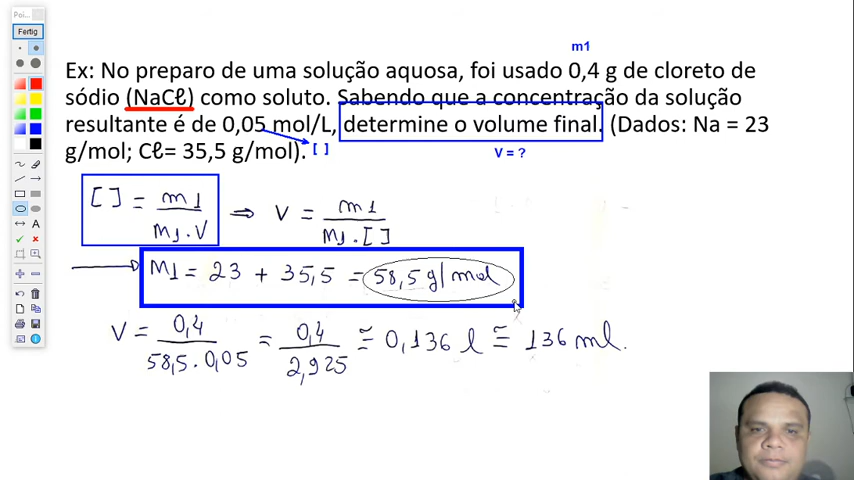 Poi...
Fertig
m1
Ex: No preparo de uma solução aquosa, foi usado 0,4 g de cloreto de
sódio (NaCℓ) como soluto. Sabendo que a concentração da solução
resultante é de 0,05 mol/L, determine o volume final. (Dados: Na = 23
g/mol; Cℓ= 35,5 g/mol).
[ ]
V = ?
[ ] = m1 / M1 . V ⇒ V = m1 / M1 . [ ]
M1 = 23 + 35,5 = 58,5 g/mol
V = 0,4 / 58,5 . 0,05 = 0,4 / 2,925 ≅ 0,136 l ≅ 136 ml.